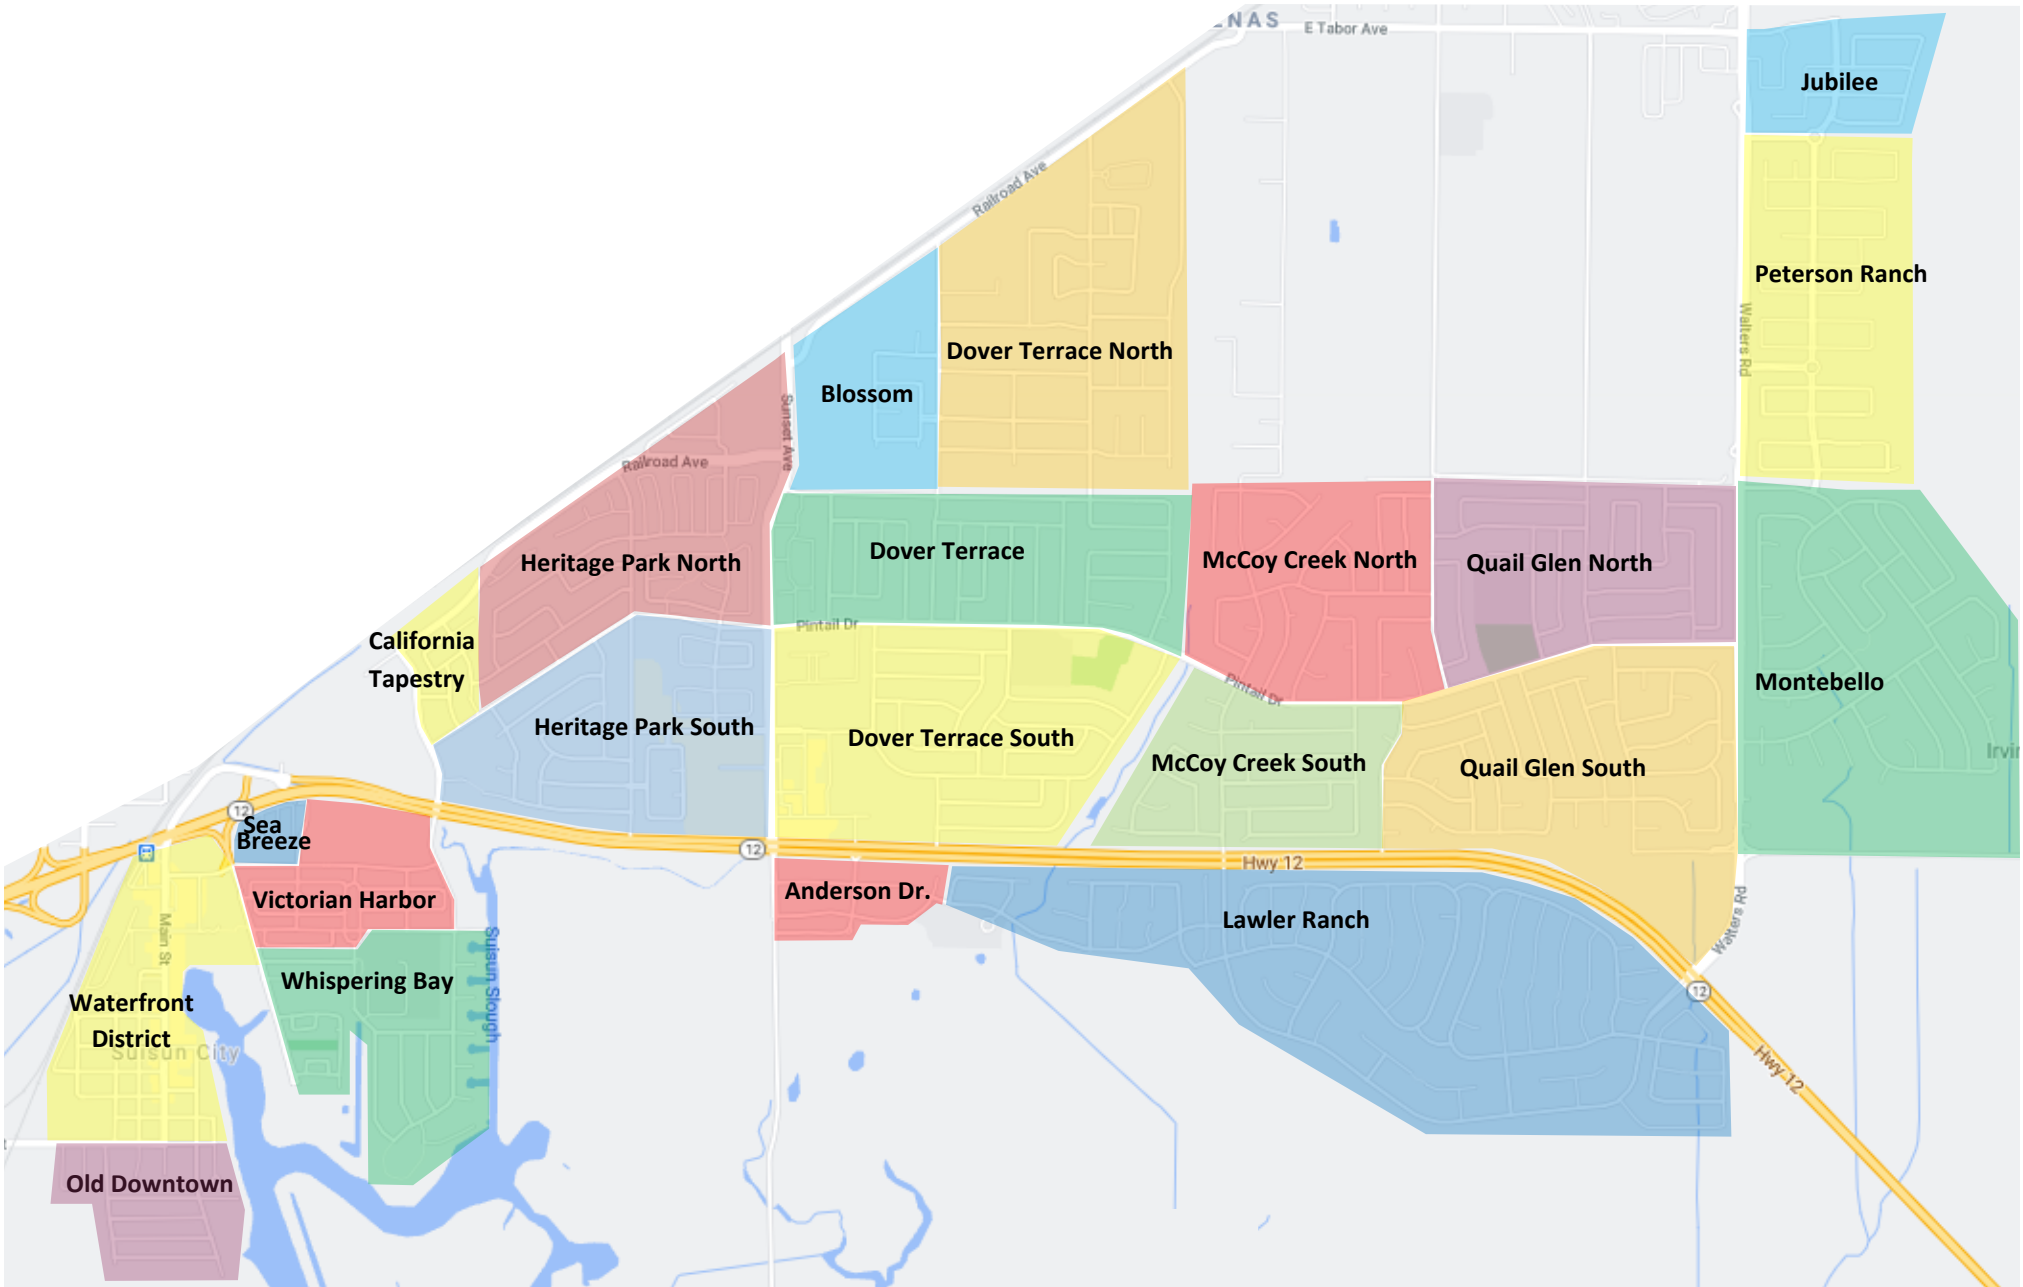 ENAS
E Tabor Ave
Jubilee
Railroad Ave
Peterson Ranch
Walters Rd
Dover Terrace North
Blossom
Sunset Ave
Railroad Ave
Heritage Park North
Dover Terrace
McCoy Creek North
Quail Glen North
Pintail Dr
California
Tapestry
Montebello
Pintail Dr
Heritage Park South
Dover Terrace South
McCoy Creek South
Quail Glen South
Irvin
12
Sea
Breeze
12
Hwy 12
Anderson Dr.
Victorian Harbor
Lawler Ranch
Walters Rd
Main St
Suisun Slough
Whispering Bay
12
Waterfront
District
Suisun City
Hwy 12
Old Downtown